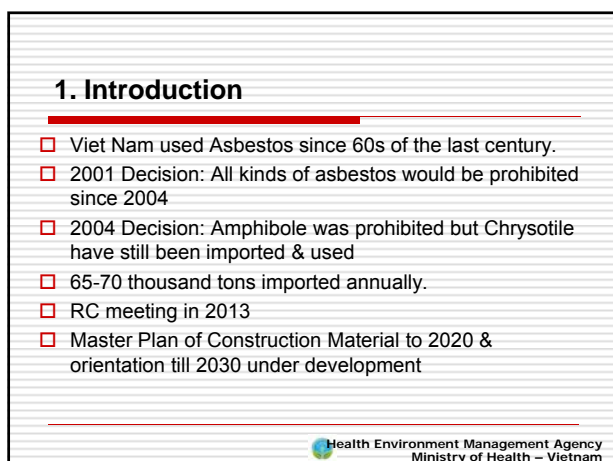 1. Introduction
Viet Nam used Asbestos since 60s of the last century.
2001 Decision: All kinds of asbestos would be prohibited
since 2004
2004 Decision: Amphibole was prohibited but Chrysotile
have still been imported & used
65-70 thousand tons imported annually.
RC meeting in 2013
Master Plan of Construction Material to 2020 &
orientation till 2030 under development
Health Environment Management Agency
Ministry of Health – Vietnam